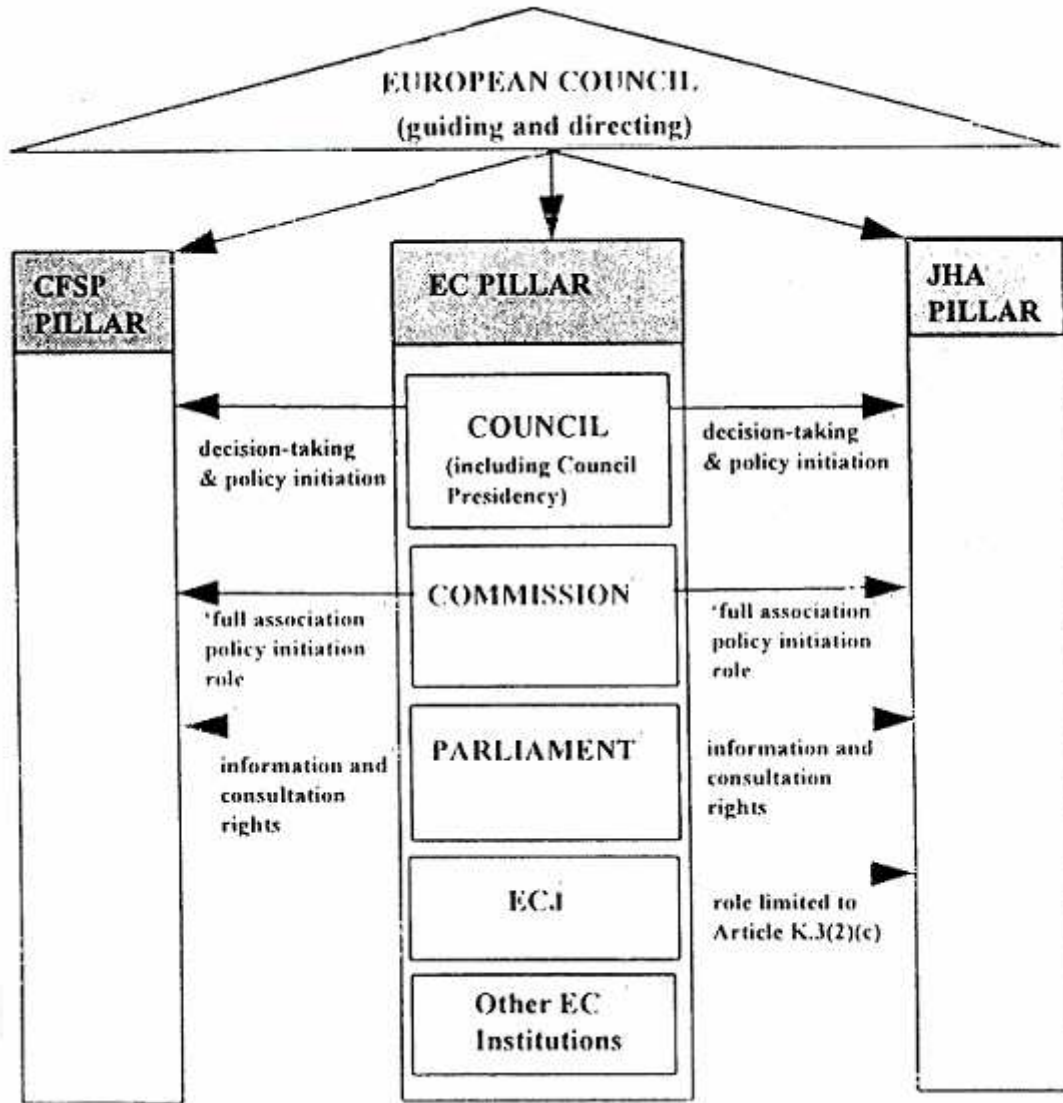 EUROPEAN COUNCIL
(guiding and directing)
CFSP
PILLAR
EC PILLAR
JHA
PILLAR
COUNCIL
(including Council
Presidency)
decision-taking
& policy initiation
decision-taking
& policy initiation
COMMISSION
'full association
policy initiation
role
'full association
policy initiation
role
PARLIAMENT
information and
consultation
rights
information and
consultation
rights
ECJ
role limited to
Article K.3(2)(c)
Other EC
Institutions